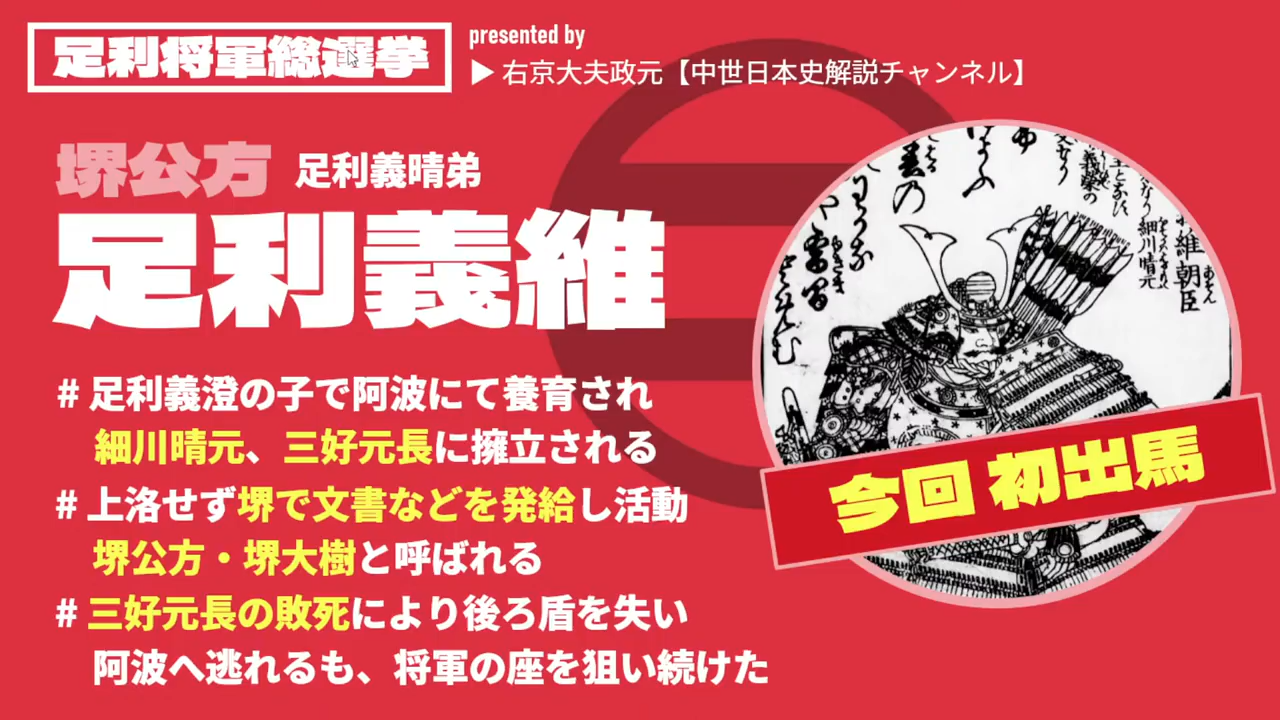 足利将軍総選挙
presented by
▶ 右京大夫政元【中世日本史解説チャンネル】
堺公方 足利義晴弟
足利義維
# 足利義澄の子で阿波にて養育され
細川晴元、三好元長に擁立される
# 上洛せず堺で文書などを発給し活動
堺公方・堺大樹と呼ばれる
# 三好元長の敗死により後ろ盾を失い
阿波へ逃れるも、将軍の座を狙い続けた
維朝臣
細川晴元
今回 初出馬